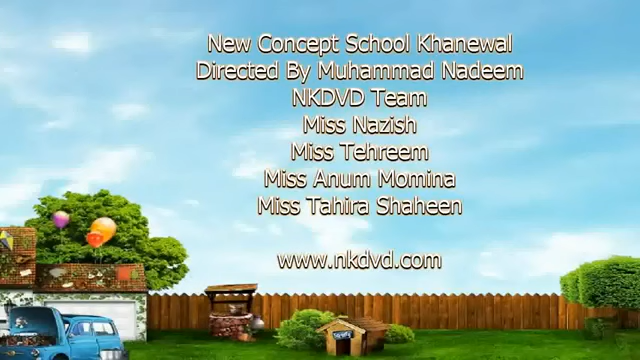 New Concept School Khanewal
Directed By Muhammad Nadeem
NKDVD Team
Miss Nazish
Miss Tehreem
Miss Anum Momina
Miss Tahira Shaheen
www.nkdvd.com